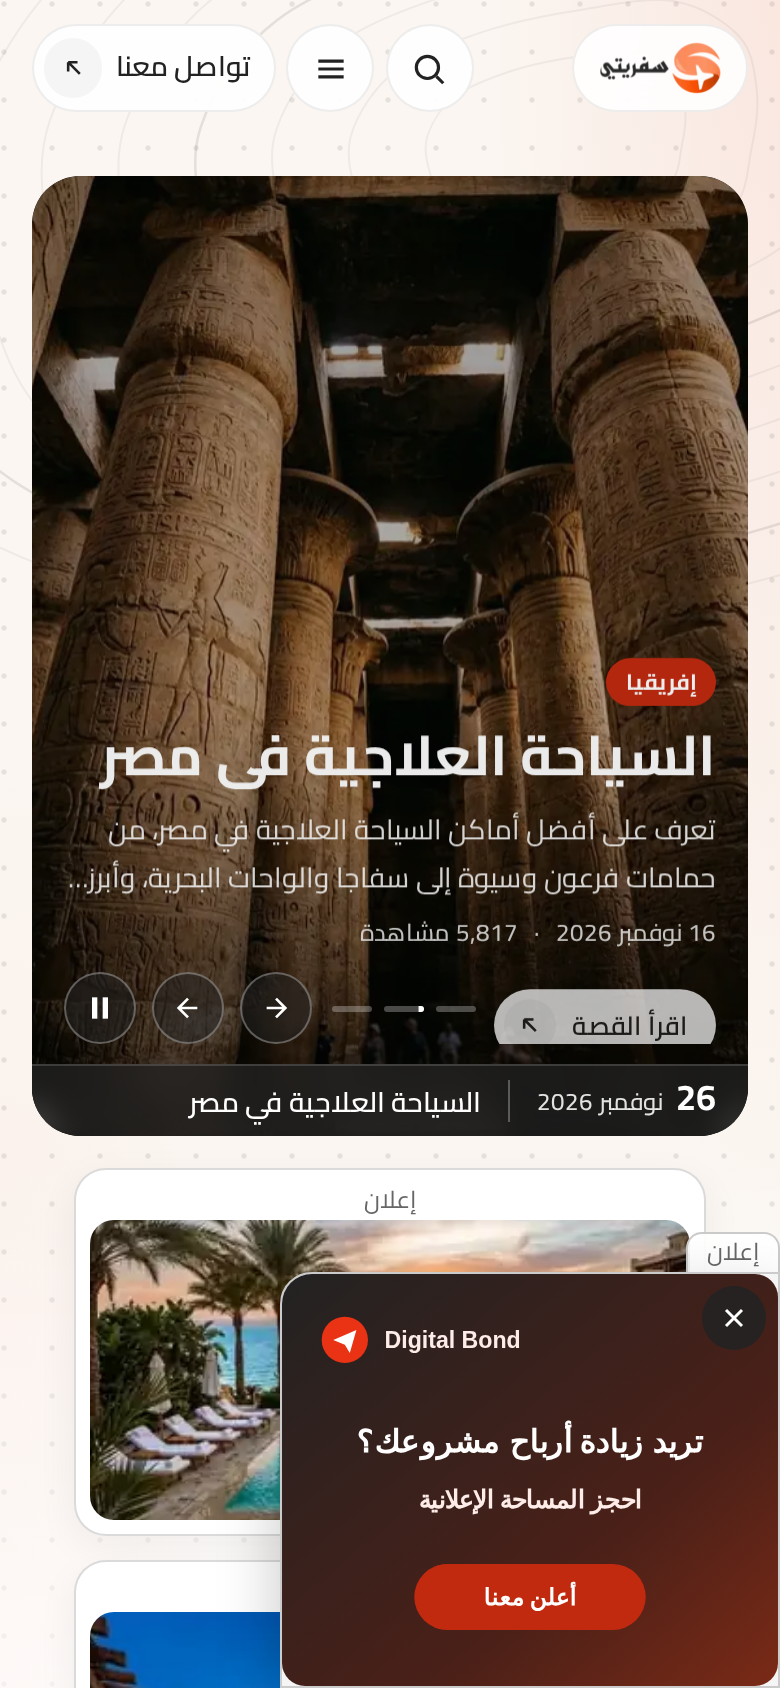 سفريتي
تواصل معنا
إفريقيا
السياحة العلاجية فى مصر
تعرف على أفضل أماكن السياحة العلاجية في مصر، من
حمامات فرعون وسيوة إلى سفاجا والواحات البحرية، وأبرز...
16 نوفمبر 2026 · 5,817 مشاهدة
اقرأ القصة
26 نوفمبر 2026 السياحة العلاجية في مصر
إعلان
إعلان
Digital Bond
تريد زيادة أرباح مشروعك؟
احجز المساحة الإعلانية
أعلن معنا